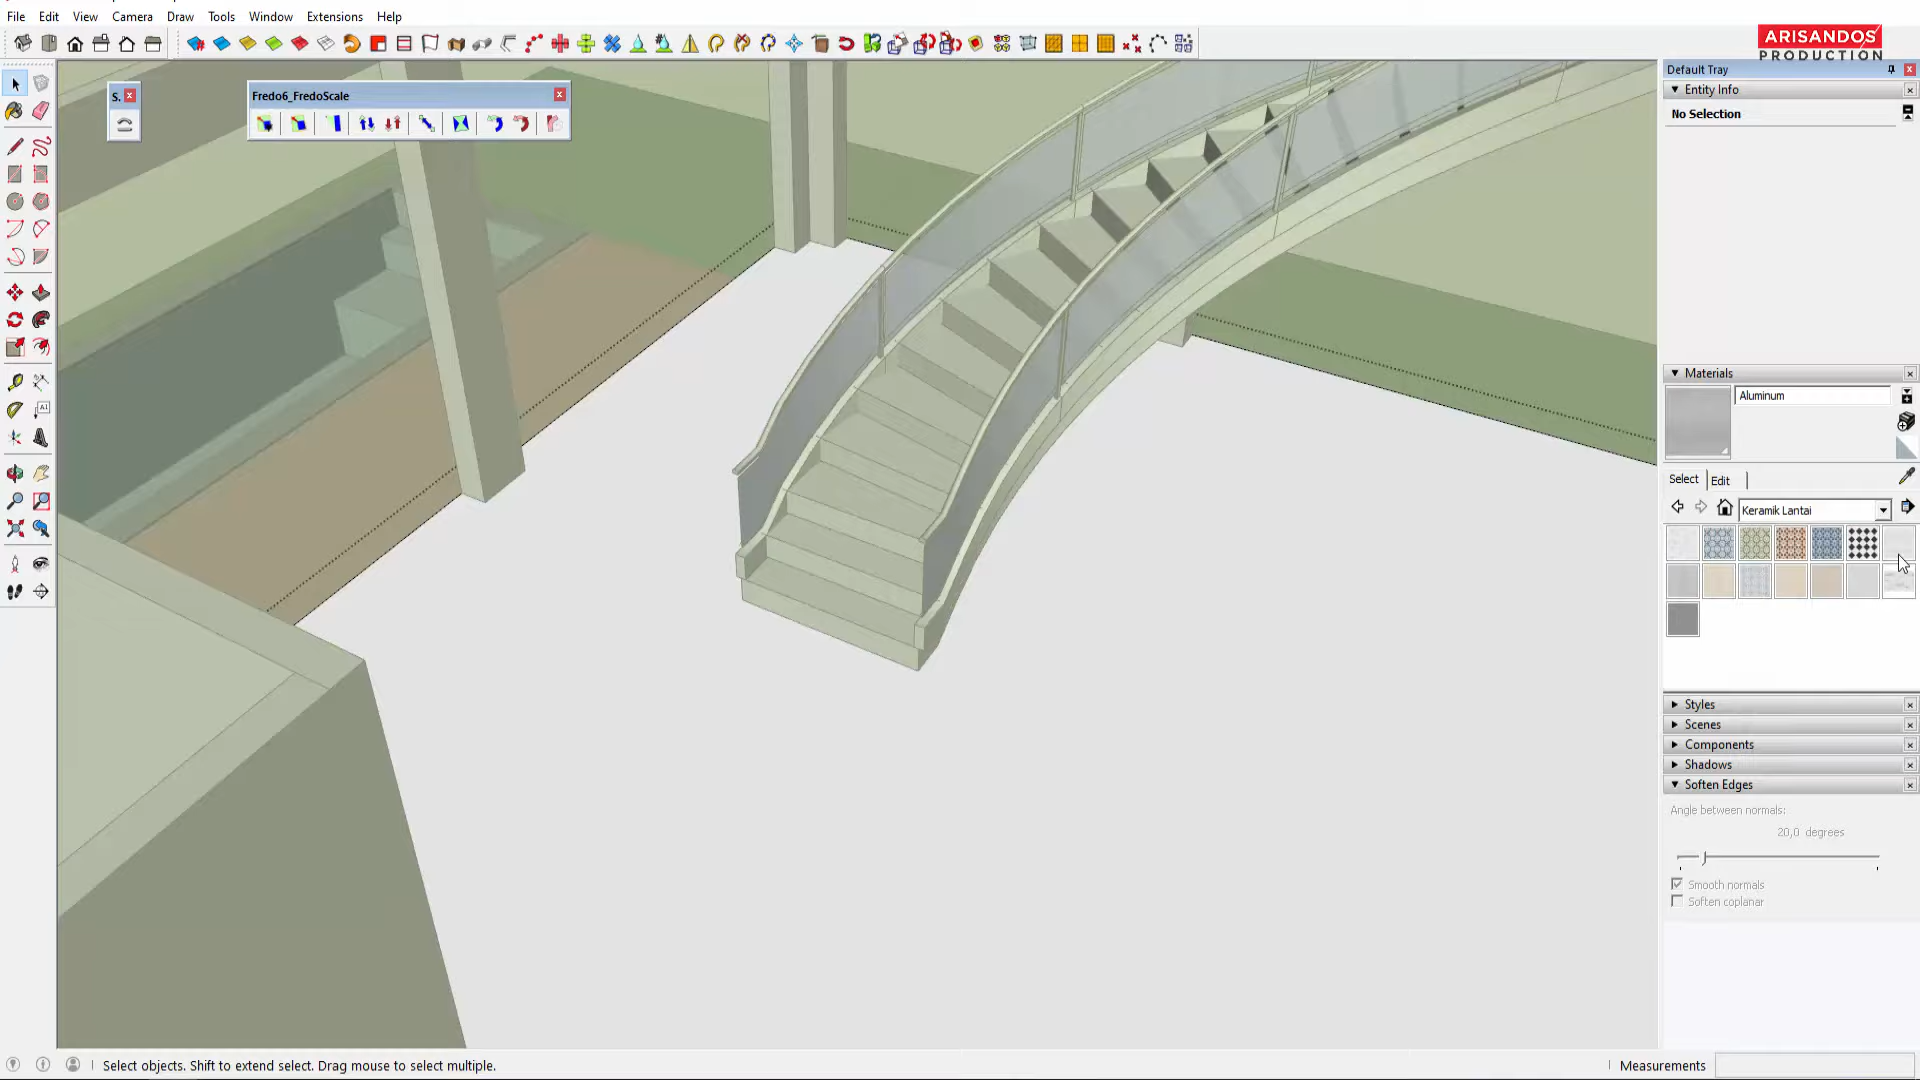 File Edit View Camera Draw Tools Window Extensions Help
ARISANDOS
PRODUCTION
Default Tray
Entity Info
No Selection
S.
Fredo6_FredoScale
Materials
Aluminum
Select Edit
Keramik Lantai
Styles
Scenes
Components
Shadows
Soften Edges
Angle between normals:
20,0 degrees
Smooth normals
Soften coplanar
Select objects. Shift to extend select. Drag mouse to select multiple.
Measurements